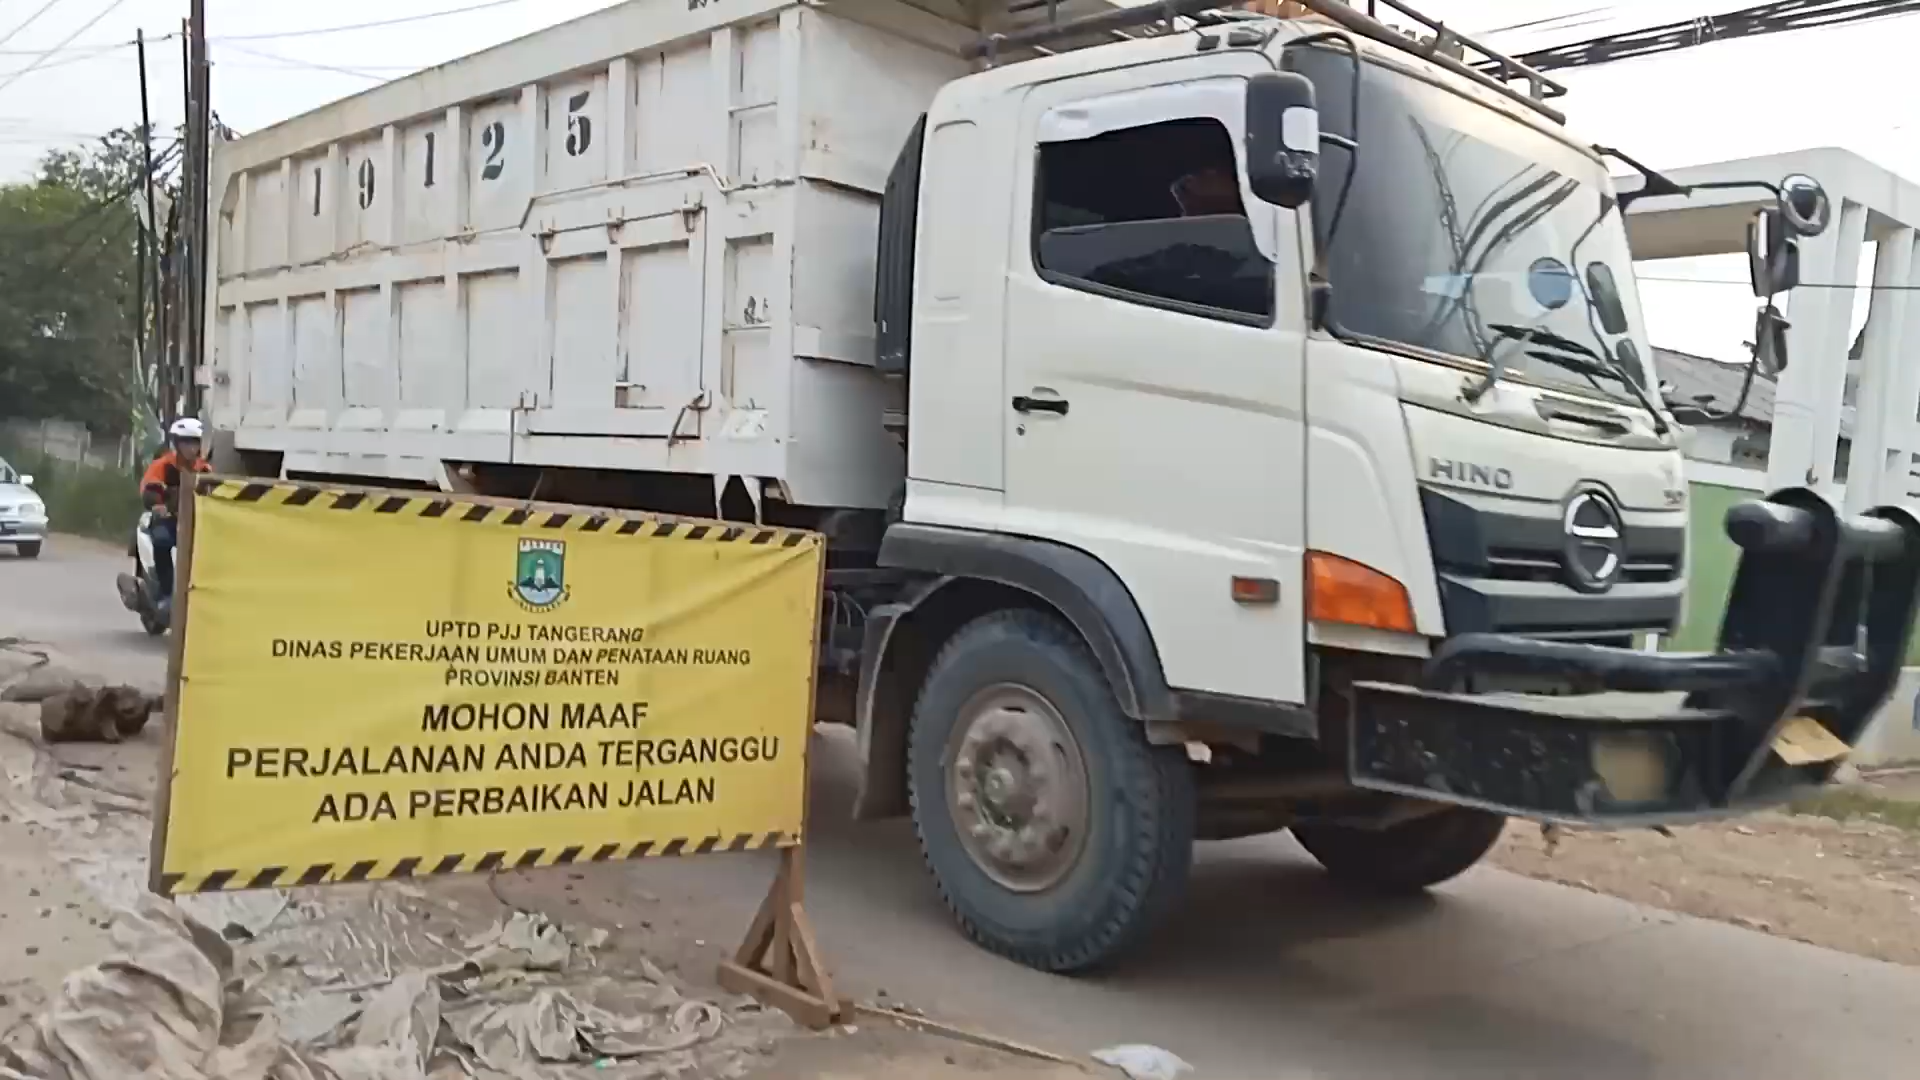 19125
HINO
BANTEN
UPTD PJJ TANGERANG
DINAS PEKERJAAN UMUM DAN PENATAAN RUANG
PROVINSI BANTEN
MOHON MAAF
PERJALANAN ANDA TERGANGGU
ADA PERBAIKAN JALAN